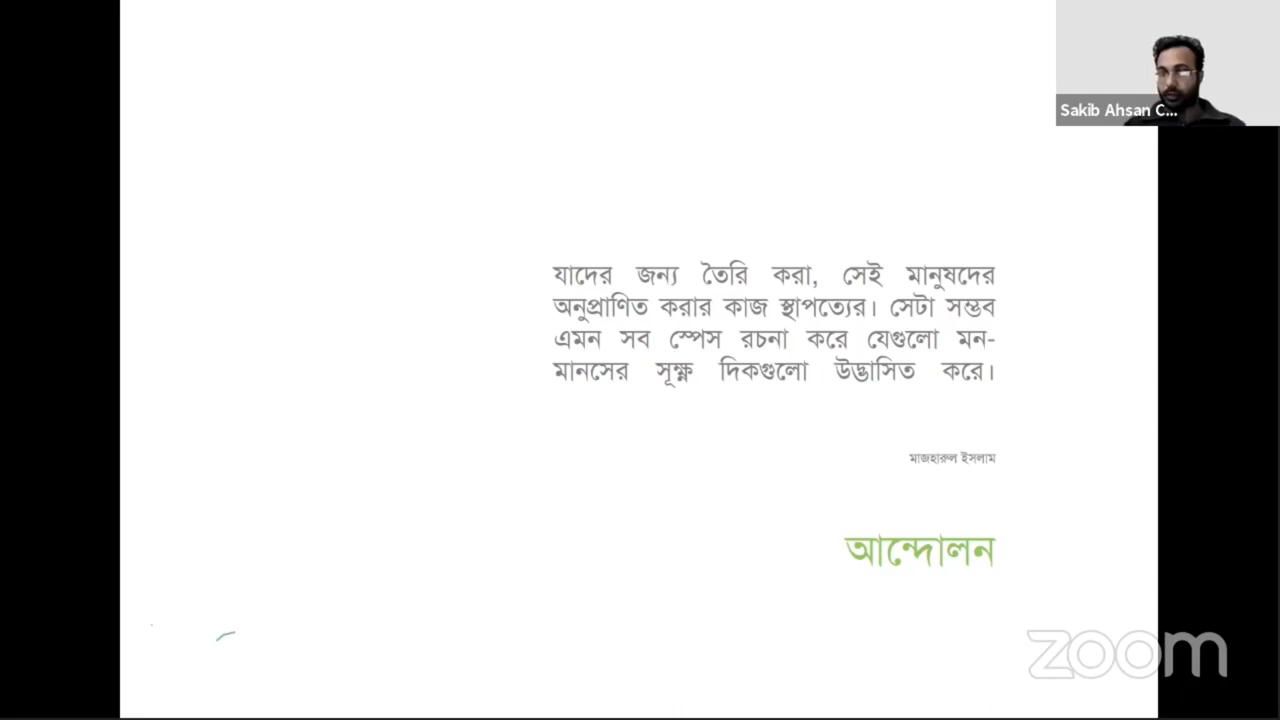 Sakib Ahsan C...
যাদের জন্য তৈরি করা, সেই মানুষদের
অনুপ্রাণিত করার কাজ স্থাপত্যের। সেটা সম্ভব
এমন সব স্পেস রচনা করে যেগুলো মন-
মানসের সূক্ষ্ণ দিকগুলো উদ্ভাসিত করে।
মাজহারুল ইসলাম
আন্দোলন
zoom